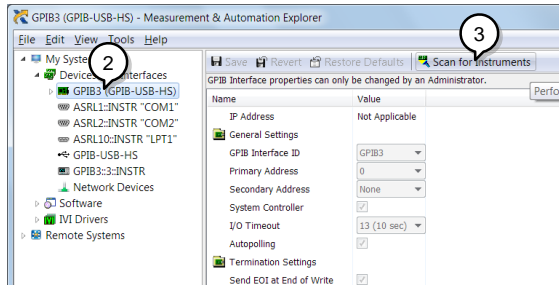 GPIB3 (GPIB-USB-HS) - Measurement & Automation Explorer
File Edit View Tools Help
3
2
My System
Devices Interfaces
GPIB3 (GPIB-USB-HS)
ASRL1::INSTR "COM1"
ASRL2::INSTR "COM2"
ASRL10::INSTR "LPT1"
GPIB-USB-HS
GPIB3::3::INSTR
Network Devices
Software
IVI Drivers
Remote Systems
Save Revert Restore Defaults Scan for Instruments
GPIB Interface properties can only be changed by an Administrator.
Perfo
Name Value
IP Address Not Applicable
General Settings
GPIB Interface ID GPIB3
Primary Address 0
Secondary Address None
System Controller
I/O Timeout 13 (10 sec)
Autopolling
Termination Settings
Send EOI at End of Write